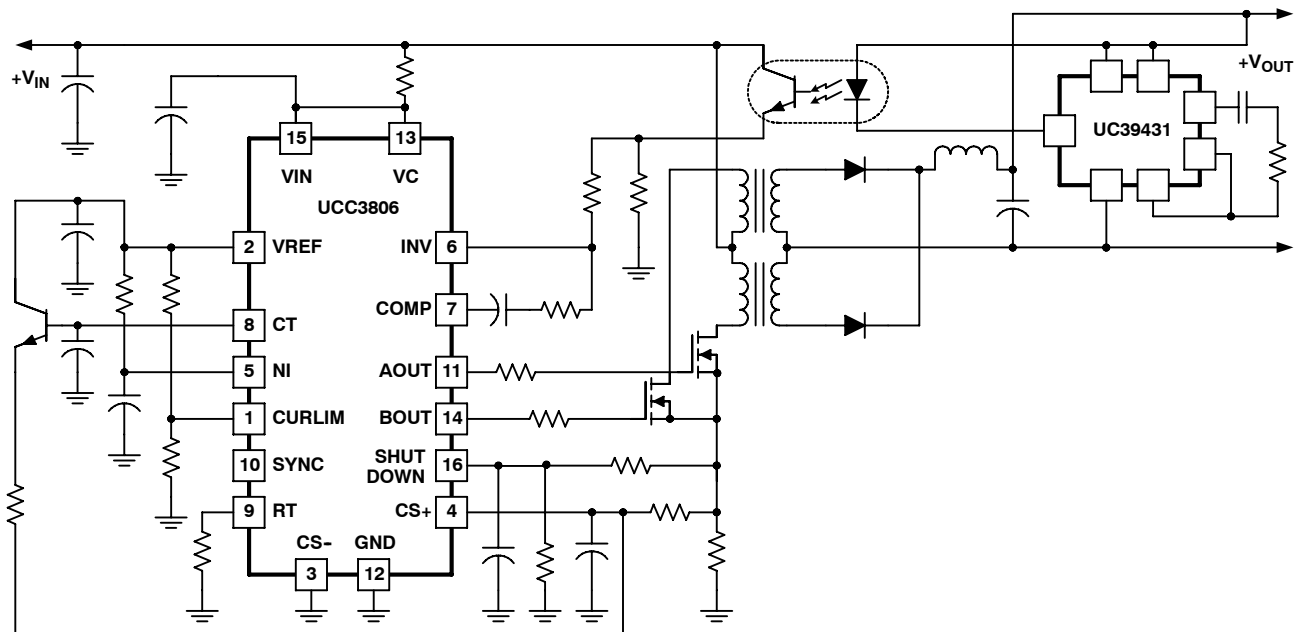 +VIN
+VOUT
UC39431
15
13
VIN
VC
UCC3806
2 VREF
INV 6
COMP 7
8 CT
5 NI
AOUT 11
1 CURLIM
BOUT 14
10 SYNC
SHUT
DOWN
16
9 RT
CS+ 4
CS-
GND
3
12